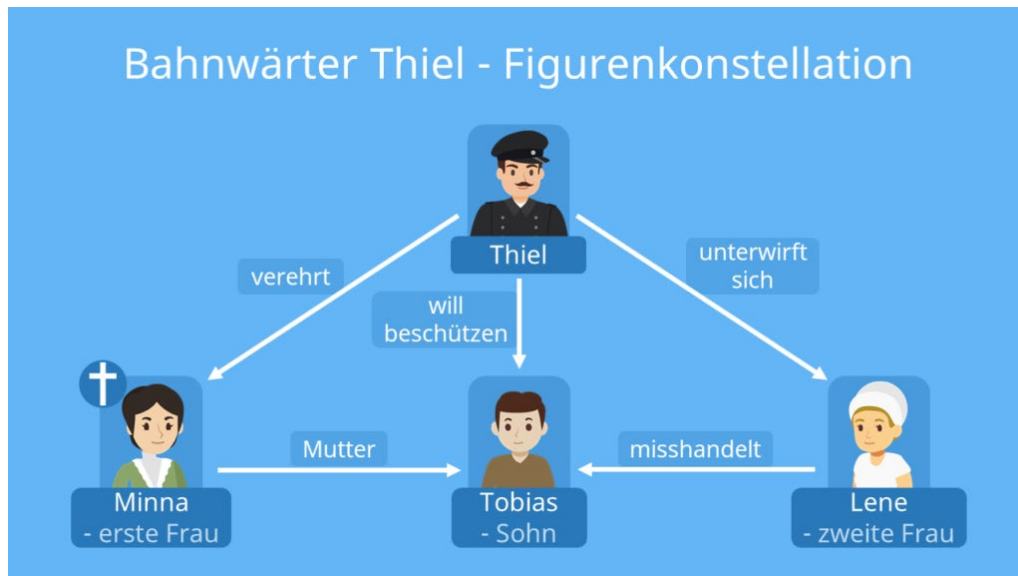 Bahnwärter Thiel - Figurenkonstellation
Thiel
verehrt
unterwirft
sich
will
beschützen
Mutter
misshandelt
Minna
- erste Frau
Tobias
- Sohn
Lene
- zweite Frau